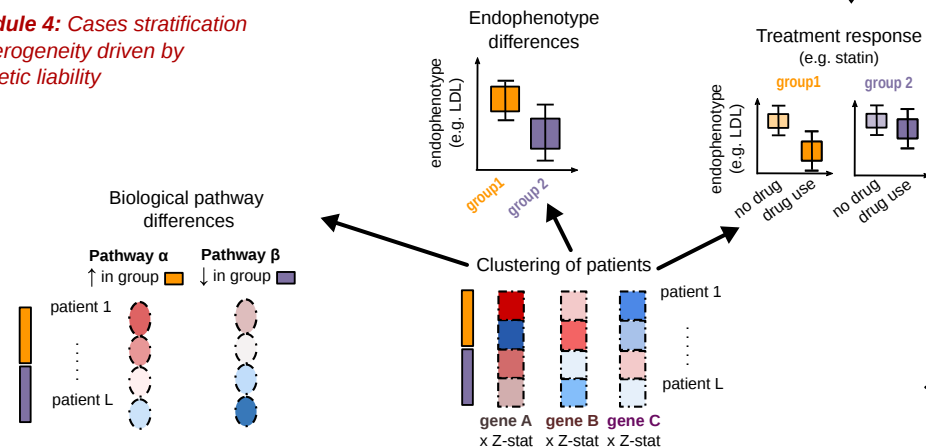 dule 4: Cases stratification
erogeneity driven by
etic liability
Endophenotype
differences
endophenotype
(e.g. LDL)
group1
group 2
Treatment response
(e.g. statin)
group1
group 2
endophenotype
(e.g. LDL)
no drug
drug use
no drug
drug use
Biological pathway
differences
Pathway α
↑ in group
Pathway β
↓ in group
patient 1
patient L
Clustering of patients
patient 1
patient L
gene A
x Z-stat
gene B
x Z-stat
gene C
x Z-stat